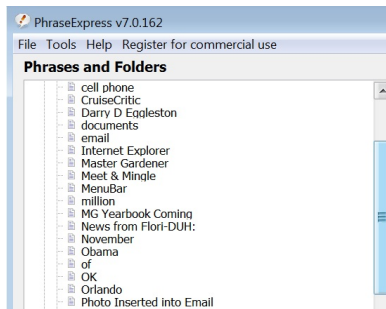 PhraseExpress v7.0.162
File Tools Help Register for commercial use
Phrases and Folders
cell phone
CruiseCritic
Darry D Eggleston
documents
email
Internet Explorer
Master Gardener
Meet & Mingle
MenuBar
million
MG Yearbook Coming
News from Flori-DUH:
November
Obama
of
OK
Orlando
Photo Inserted into Email